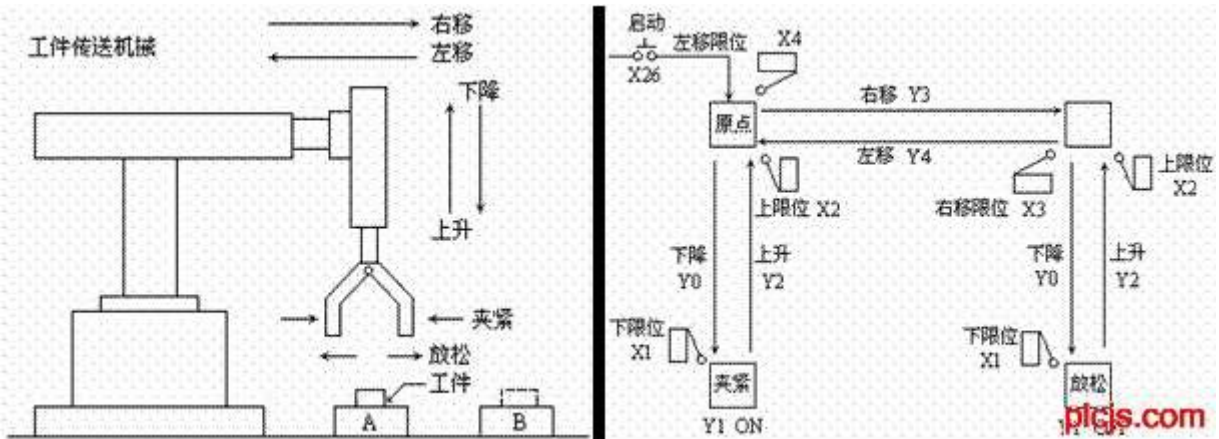 工件传送机械
右移
左移
下降
上升
夹紧
放松
工件
A
B
启动
X26
左移限位
X4
原点
右移 Y3
左移 Y4
上限位 X2
右移限位 X3
上限位
X2
下降
Y0
上升
Y2
下降
Y0
上升
Y2
下限位
X1
下限位
X1
夹紧
放松
Y1 ON
plcjs.com